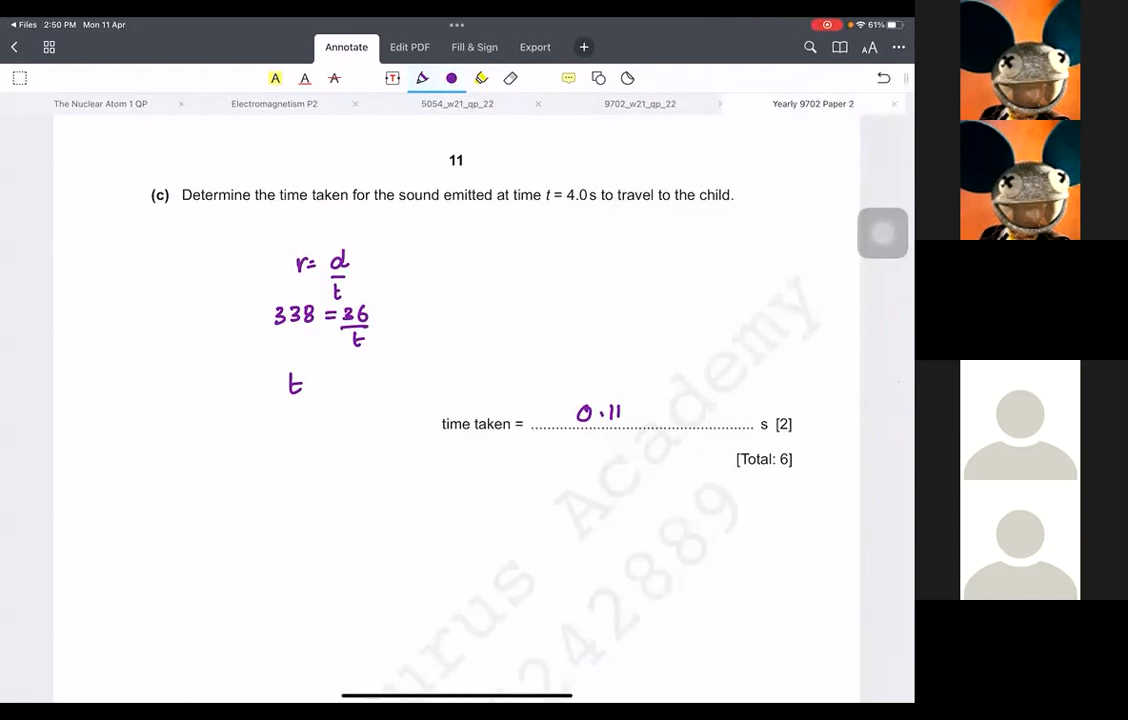 Files 2:50 PM Mon 11 Apr 61%
Annotate Edit PDF Fill & Sign Export
The Nuclear Atom 1 QP Electromagnetism P2 5054_w21_qp_22 9702_w21_qp_22 Yearly 9702 Paper 2
11
(c) Determine the time taken for the sound emitted at time t = 4.0 s to travel to the child.
v = d
t
338 = 36
t
t
0.11
time taken = ........ s [2]
[Total: 6]
urus Academy
0242889